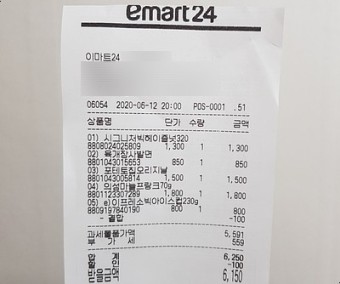 emart24
이마트24
06054 2020-06-12 20:00 POS-0001 .51
상품명 단가 수량 금액
01) 시그니처빅헤이즐넛320
8808024025809 1,300 1 1,300
02) 육개장사발면
8801043015653 850 1 850
03) 포테토칩오리지날
8801043005814 1,500 1 1,500
04) 의성마늘프랑크70g
8801123307289 1,800 1 1,800
05) e)이프레소빅아이스컵230g
8809197840190 800 1 800
- 결합 -100
과세물품가액 5,591
부 가 세 559
합 계 6,250
할 인 -100
받을금액 6,150